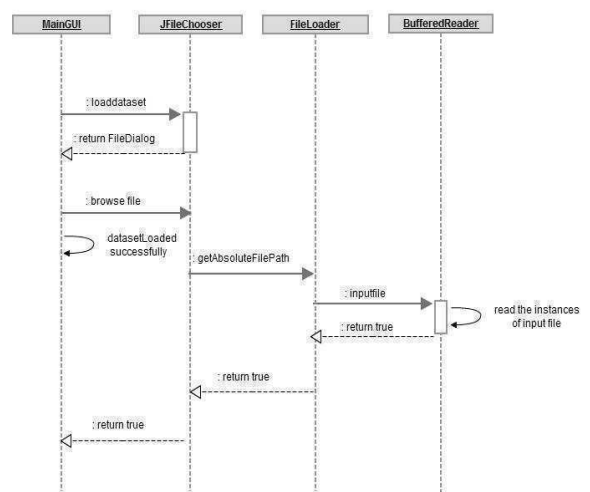 MainGUI
JFileChooser
FileLoader
BufferedReader
: loaddataset
: return FileDialog
: browse file
datasetLoaded
successfully
: getAbsoluteFilePath
: inputfile
read the instances
of input file
: return true
: return true
: return true